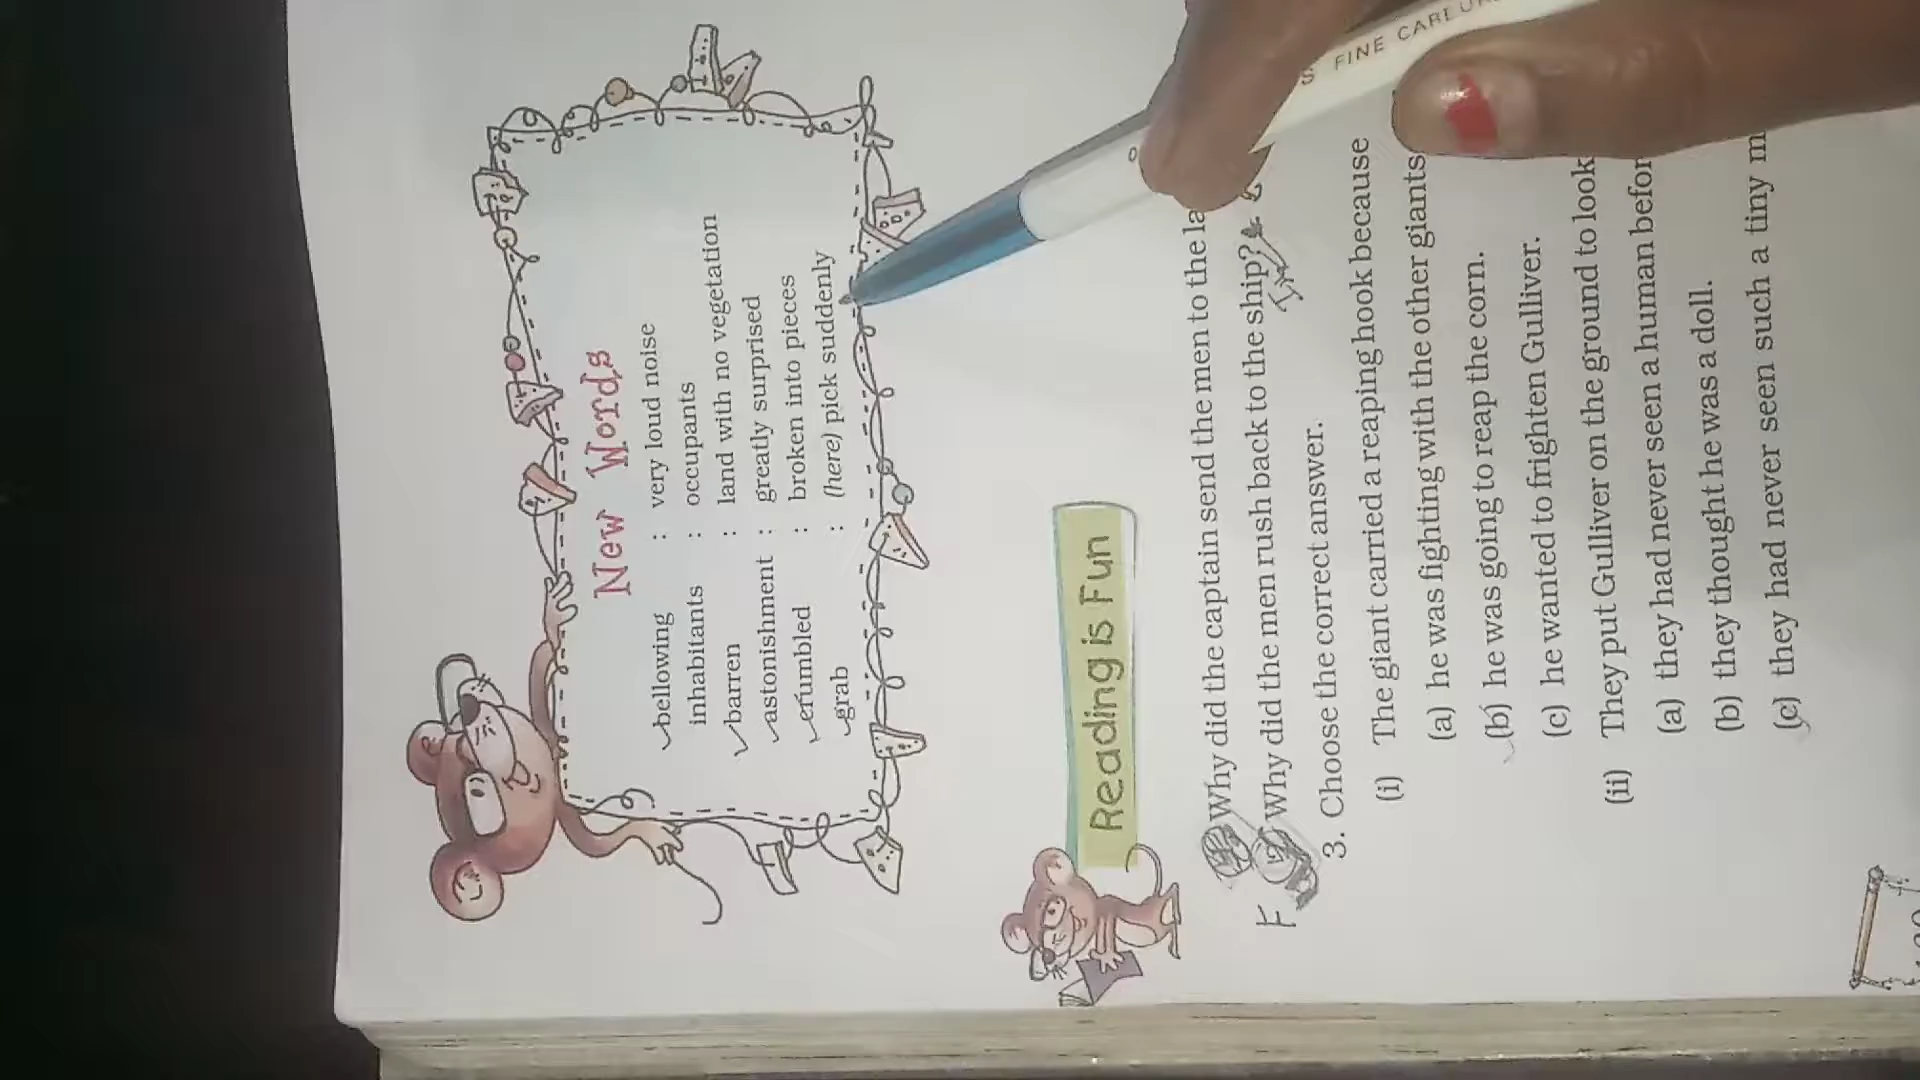 New Words
bellowing : very loud noise
inhabitants : occupants
barren : land with no vegetation
astonishment : greatly surprised
crumbled : broken into pieces
grab : (here) pick suddenly
Reading is Fun
Why did the captain send the men to the
F Why did the men rush back to the ship?
3. Choose the correct answer.
(i) The giant carried a reaping hook because
(a) he was fighting with the other giants
(b) he was going to reap the corn.
(c) he wanted to frighten Gulliver.
(ii) They put Gulliver on the ground to look
(a) they had never seen a human
(b) they thought he was a doll.
(c) they had never seen such a tiny
FINE